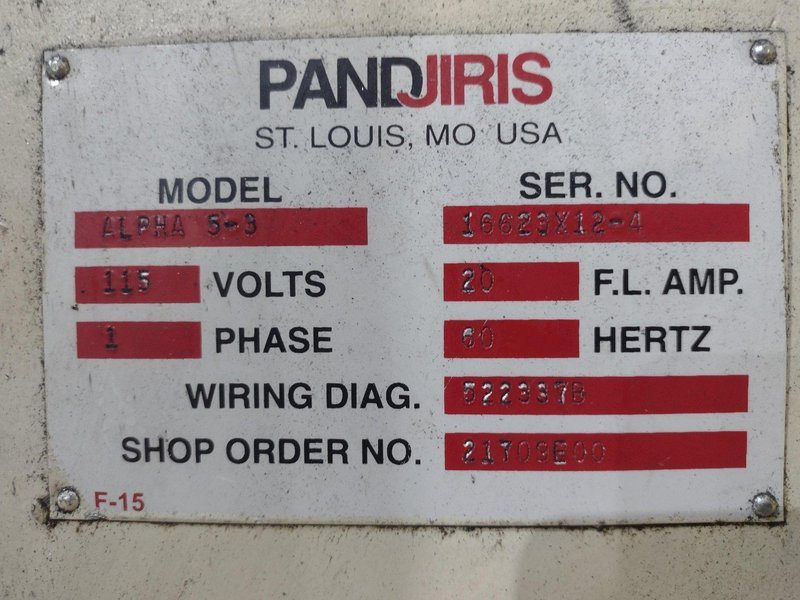 PANDJIRIS
ST. LOUIS, MO USA
MODEL SER. NO.
ALPHA 5-3 16623X12-4
115 VOLTS 20 F.L. AMP.
1 PHASE 60 HERTZ
WIRING DIAG. 522337B
SHOP ORDER NO. 21709E00
F-15